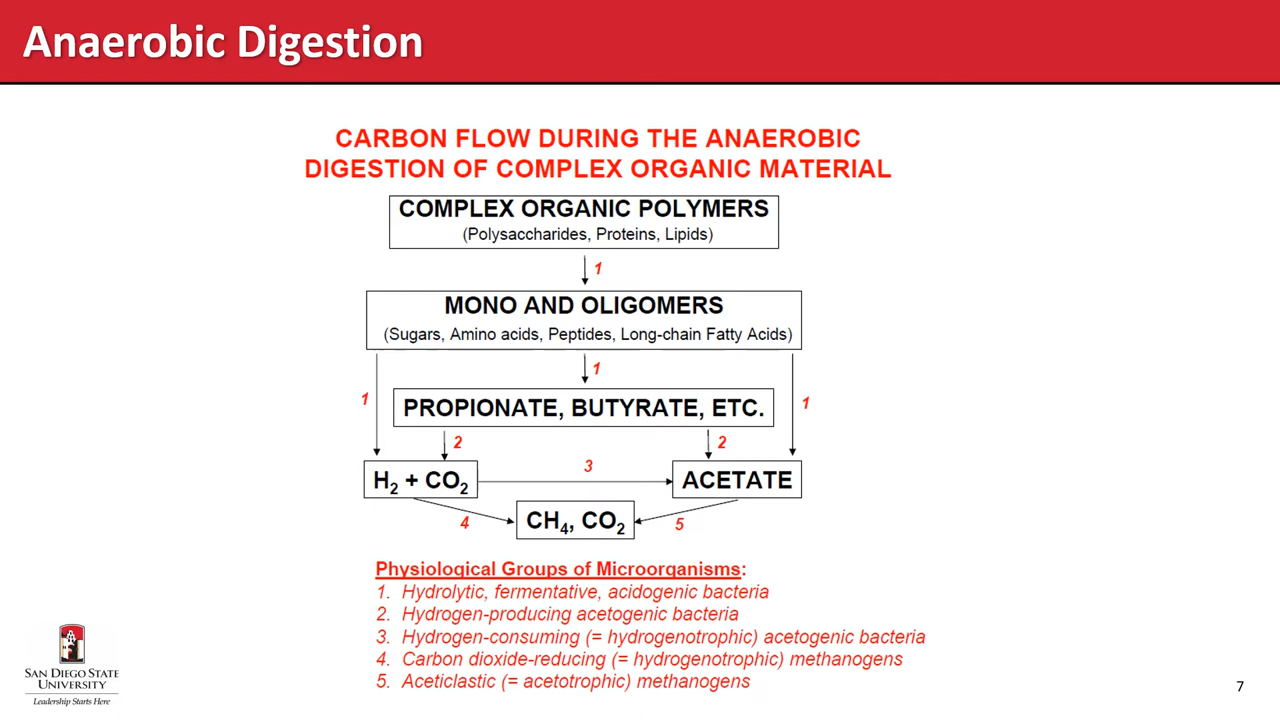 Anaerobic Digestion
CARBON FLOW DURING THE ANAEROBIC
DIGESTION OF COMPLEX ORGANIC MATERIAL
COMPLEX ORGANIC POLYMERS
(Polysaccharides, Proteins, Lipids)
1
MONO AND OLIGOMERS
(Sugars, Amino acids, Peptides, Long-chain Fatty Acids)
1
1
1
PROPIONATE, BUTYRATE, ETC.
2
2
3
H₂ + CO₂
ACETATE
4
CH₄, CO₂
5
Physiological Groups of Microorganisms:
1. Hydrolytic, fermentative, acidogenic bacteria
2. Hydrogen-producing acetogenic bacteria
3. Hydrogen-consuming (= hydrogenotrophic) acetogenic bacteria
4. Carbon dioxide-reducing (= hydrogenotrophic) methanogens
5. Aceticlastic (= acetotrophic) methanogens
SAN DIEGO STATE
UNIVERSITY
Leadership Starts Here
7